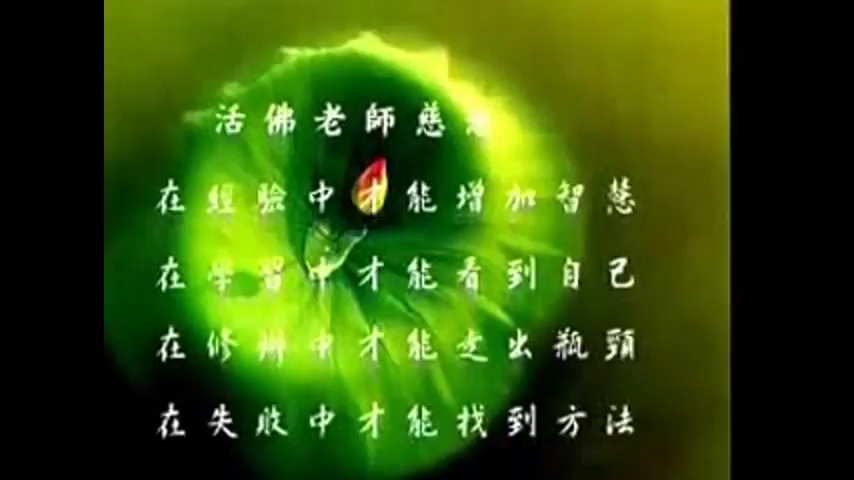 活佛老師慈悲
在經驗中才能增加智慧
在學習中才能看到自己
在修辦中才能走出瓶頸
在失敗中才能找到方法